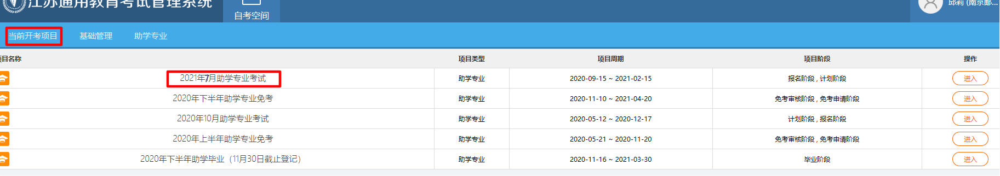 江苏通用教育考试管理系统
自考空间
邱莉 (南京邮...
当前开考项目 基础管理 助学专业
项目名称 项目类型 项目周期 项目阶段 操作
2021年7月助学专业考试 助学专业 2020-09-15 ~ 2021-02-15 报名阶段 , 计划阶段 进入
2020年下半年助学专业免考 助学专业 2020-11-10 ~ 2021-04-20 免考审核阶段 , 免考申请阶段 进入
2020年10月助学专业考试 助学专业 2020-05-12 ~ 2020-12-17 计划阶段 , 报名阶段 进入
2020年上半年助学专业免考 助学专业 2020-05-21 ~ 2020-11-20 免考审核阶段 , 免考申请阶段 进入
2020年下半年助学毕业（11月30日截止登记） 助学专业 2020-11-16 ~ 2021-03-30 毕业阶段 进入